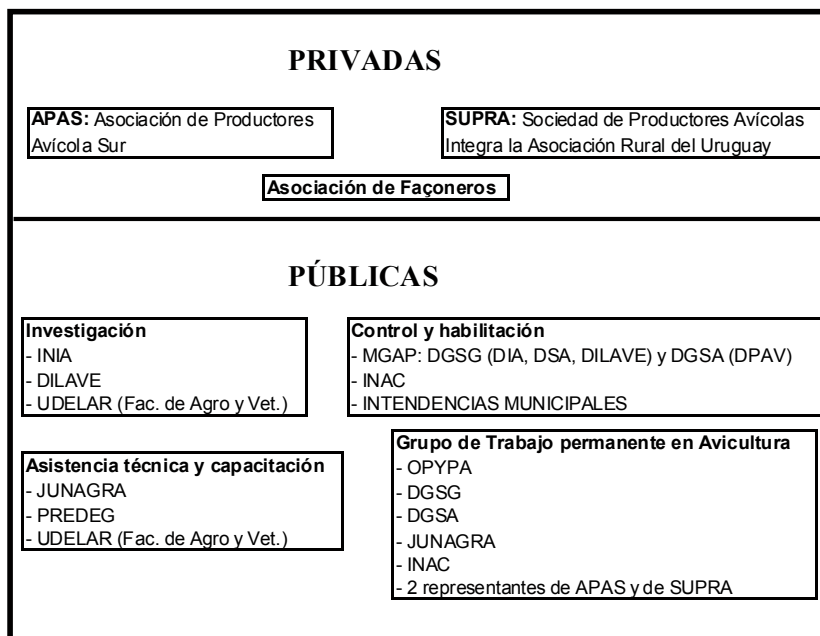 PRIVADAS
APAS: Asociación de Productores
Avícola Sur
SUPRA: Sociedad de Productores Avícolas
Integra la Asociación Rural del Uruguay
Asociación de Façoneros
PÚBLICAS
Investigación
- INIA
- DILAVE
- UDELAR (Fac. de Agro y Vet.)
Control y habilitación
- MGAP: DGSG (DIA, DSA, DILAVE) y DGSA (DPAV)
- INAC
- INTENDENCIAS MUNICIPALES
Asistencia técnica y capacitación
- JUNAGRA
- PREDEG
- UDELAR (Fac. de Agro y Vet.)
Grupo de Trabajo permanente en Avicultura
- OPYPA
- DGSG
- DGSA
- JUNAGRA
- INAC
- 2 representantes de APAS y de SUPRA